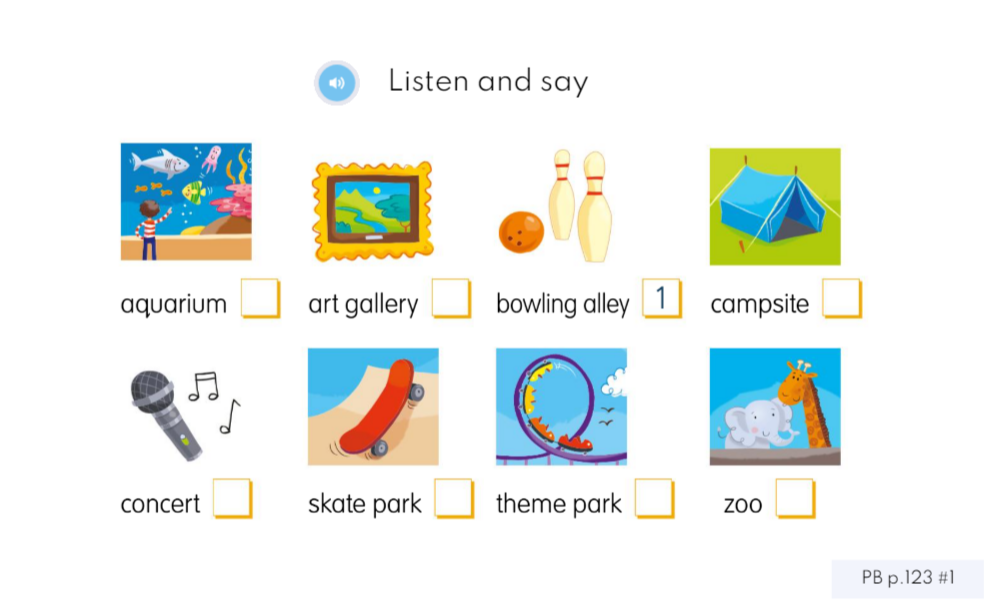 Listen and say
aquarium
art gallery
bowling alley 1
campsite
concert
skate park
theme park
zoo
PB p.123 #1